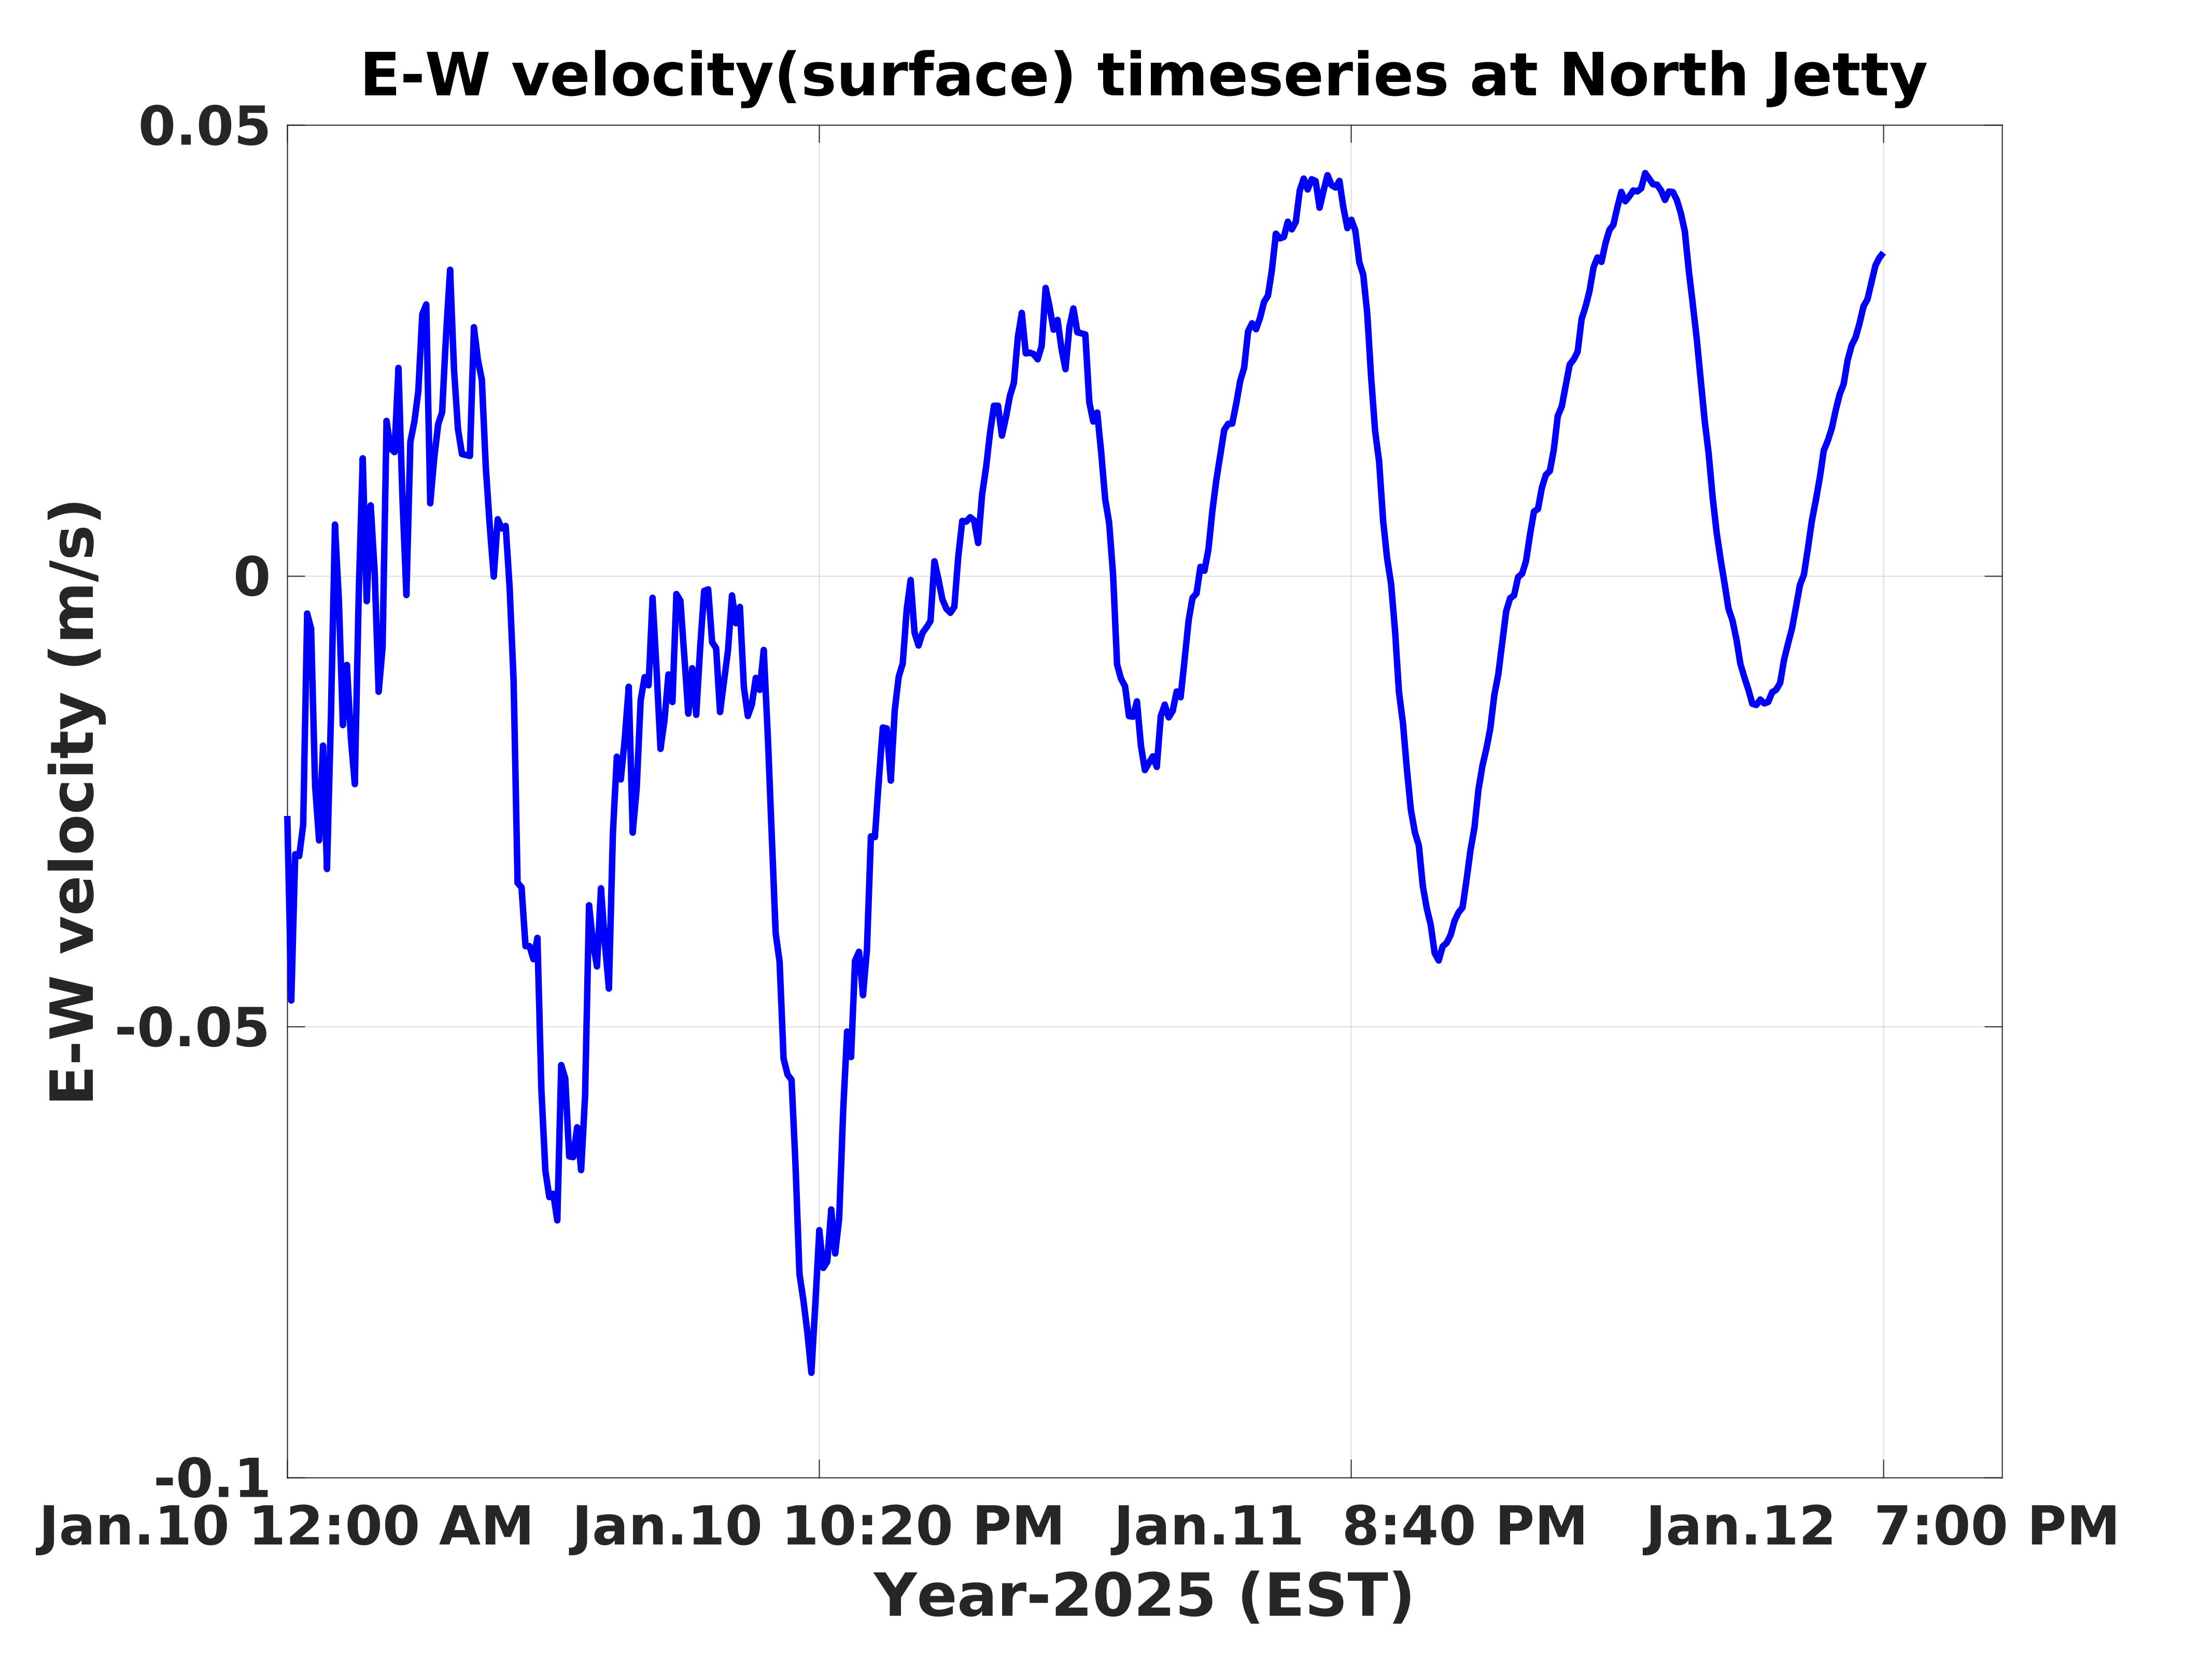 E-W velocity(surface) timeseries at North Jetty
E-W velocity (m/s)
0.05
0
-0.05
-0.1
Jan.10 12:00 AM Jan.10 10:20 PM Jan.11 8:40 PM Jan.12 7:00 PM
Year-2025 (EST)